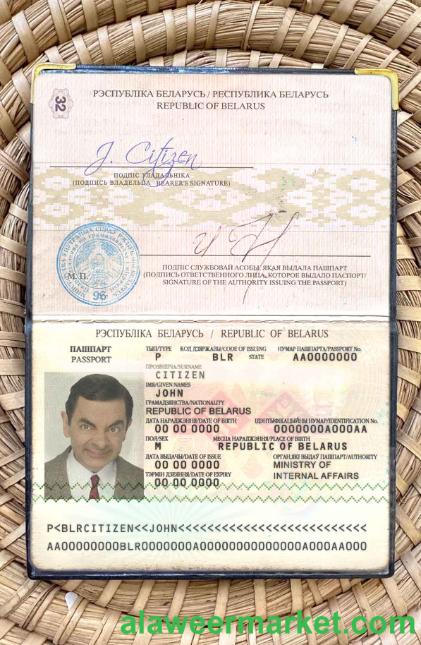 32
РЭСПУБЛІКА БЕЛАРУСЬ / РЕСПУБЛИКА БЕЛАРУСЬ
REPUBLIC OF BELARUS
J. Citizen
ПОДПІС УЛАДАЛЬНІКА
(ПОДПИСЬ ВЛАДЕЛЬЦА_ BEARER'S SIGNATURE)
М. П.
96
ПОДПІС СЛУЖБОВАЙ АСОБЫ, ЯКАЯ ВЫДАЛА ПАШПАРТ
(ПОДПИСЬ ОТВЕТСТВЕННОГО ЛИЦА, КОТОРОЕ ВЫДАЛО ПАСПОРТ/
SIGNATURE OF THE AUTHORITY ISSUING THE PASSPORT)
РЭСПУБЛІКА БЕЛАРУСЬ / REPUBLIC OF BELARUS
ПАШПАРТ
PASSPORT
ТЫП/TYPE КОД ДЗЯРЖАВЫ/CODE OF ISSUING STATE НУМАР ПАШПАРТА/PASSPORT No.
P BLR AA0000000
ПРОЗВІШЧА/SURNAME
CITIZEN
ІМЯ/GIVEN NAMES
JOHN
ГРАМАДЗЯНСТВА/NATIONALITY
REPUBLIC OF BELARUS
ДАТА НАРАДЖЭННЯ/DATE OF BIRTH ІДЭНТЫФІКАЦЫЙНЫ НУМАР/IDENTIFICATION No.
00 00 0000 0000000A000AA
ПОЛ/SEX МЕСЦА НАРАДЖЭННЯ/PLACE OF BIRTH
M REPUBLIC OF BELARUS
ДАТА ВЫДАЧЫ/DATE OF ISSUE ОРГАН, ЯКІ ВЫДАЎ ПАШПАРТ/AUTHORITY
00 00 0000 MINISTRY OF
ТЭРМІН ДЗЕЯННЯ/DATE OF EXPIRY INTERNAL AFFAIRS
00 00 0000
P<BLRCITIZEN<<JOHN<<<<<<<<<<<<<<<<<<<<<<<<<<
AA00000000BLR0000000A00000000000000A000AA000
alaweermarket.com